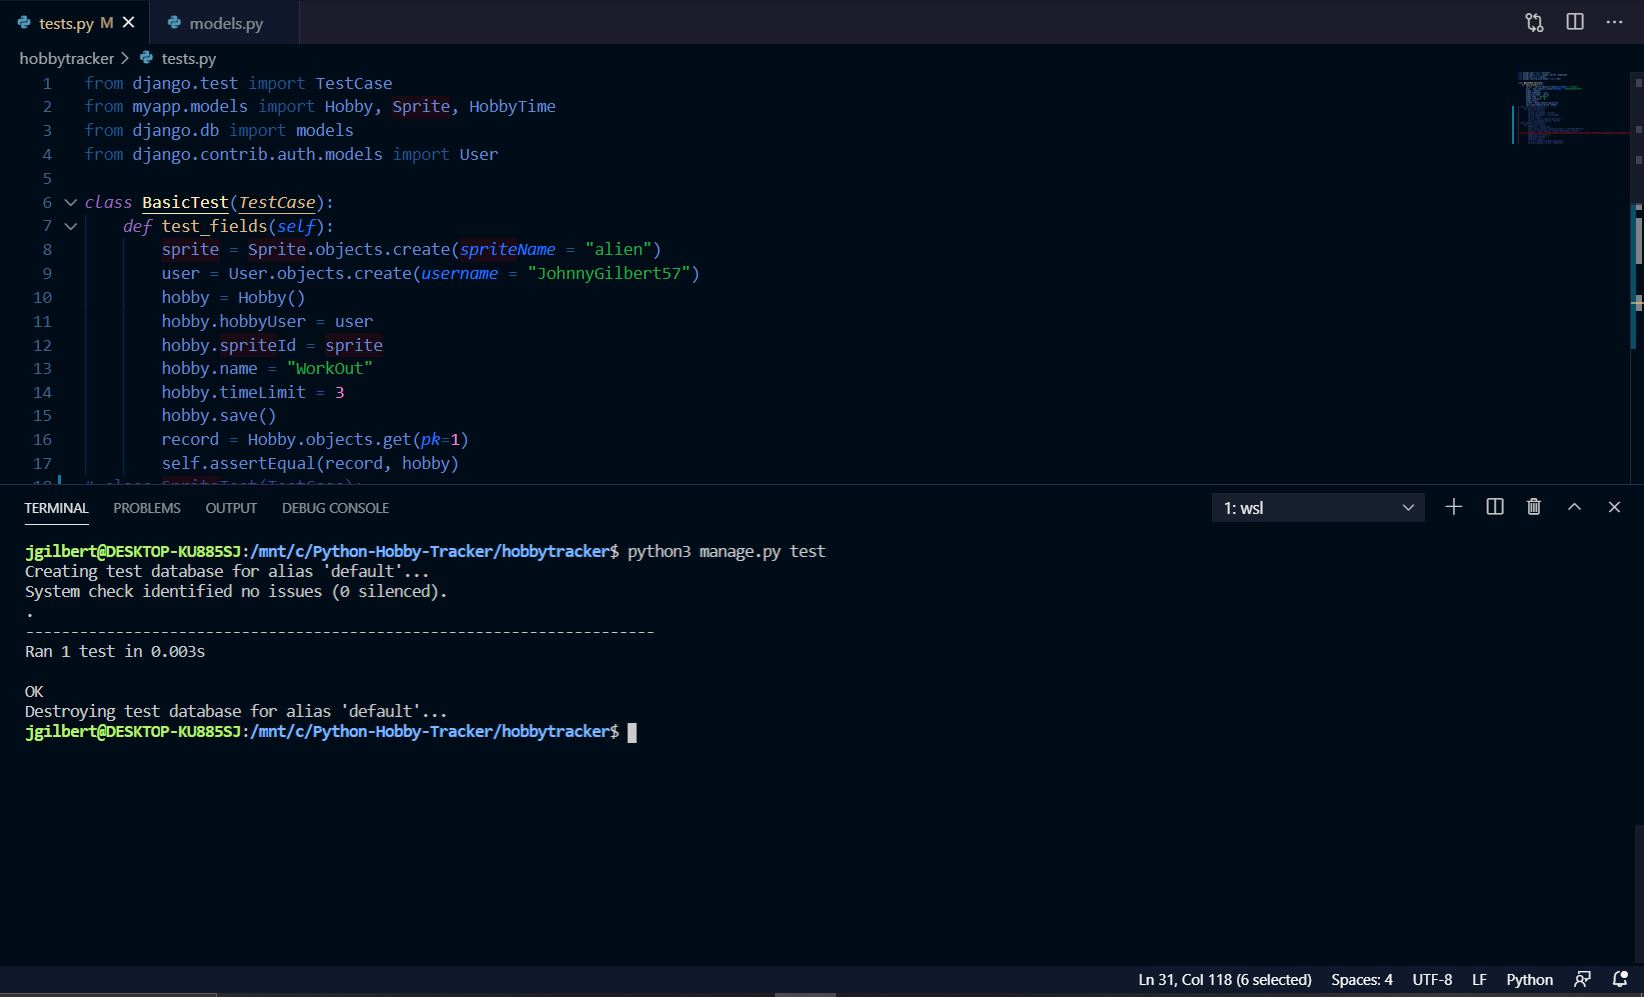 tests.py M
models.py
hobbytracker > tests.py
1 from django.test import TestCase
2 from myapp.models import Hobby, Sprite, HobbyTime
3 from django.db import models
4 from django.contrib.auth.models import User
5
6 class BasicTest(TestCase):
7 def test_fields(self):
8 sprite = Sprite.objects.create(spriteName = "alien")
9 user = User.objects.create(username = "JohnnyGilbert57")
10 hobby = Hobby()
11 hobby.hobbyUser = user
12 hobby.spriteId = sprite
13 hobby.name = "WorkOut"
14 hobby.timeLimit = 3
15 hobby.save()
16 record = Hobby.objects.get(pk=1)
17 self.assertEqual(record, hobby)
18 # class SpriteTest(TestCase):
TERMINAL PROBLEMS OUTPUT DEBUG CONSOLE 1: wsl
jgilbert@DESKTOP-KU885SJ:/mnt/c/Python-Hobby-Tracker/hobbytracker$ python3 manage.py test
Creating test database for alias 'default'...
System check identified no issues (0 silenced).
.
----------------------------------------------------------------------
Ran 1 test in 0.003s
OK
Destroying test database for alias 'default'...
jgilbert@DESKTOP-KU885SJ:/mnt/c/Python-Hobby-Tracker/hobbytracker$
Ln 31, Col 118 (6 selected) Spaces: 4 UTF-8 LF Python